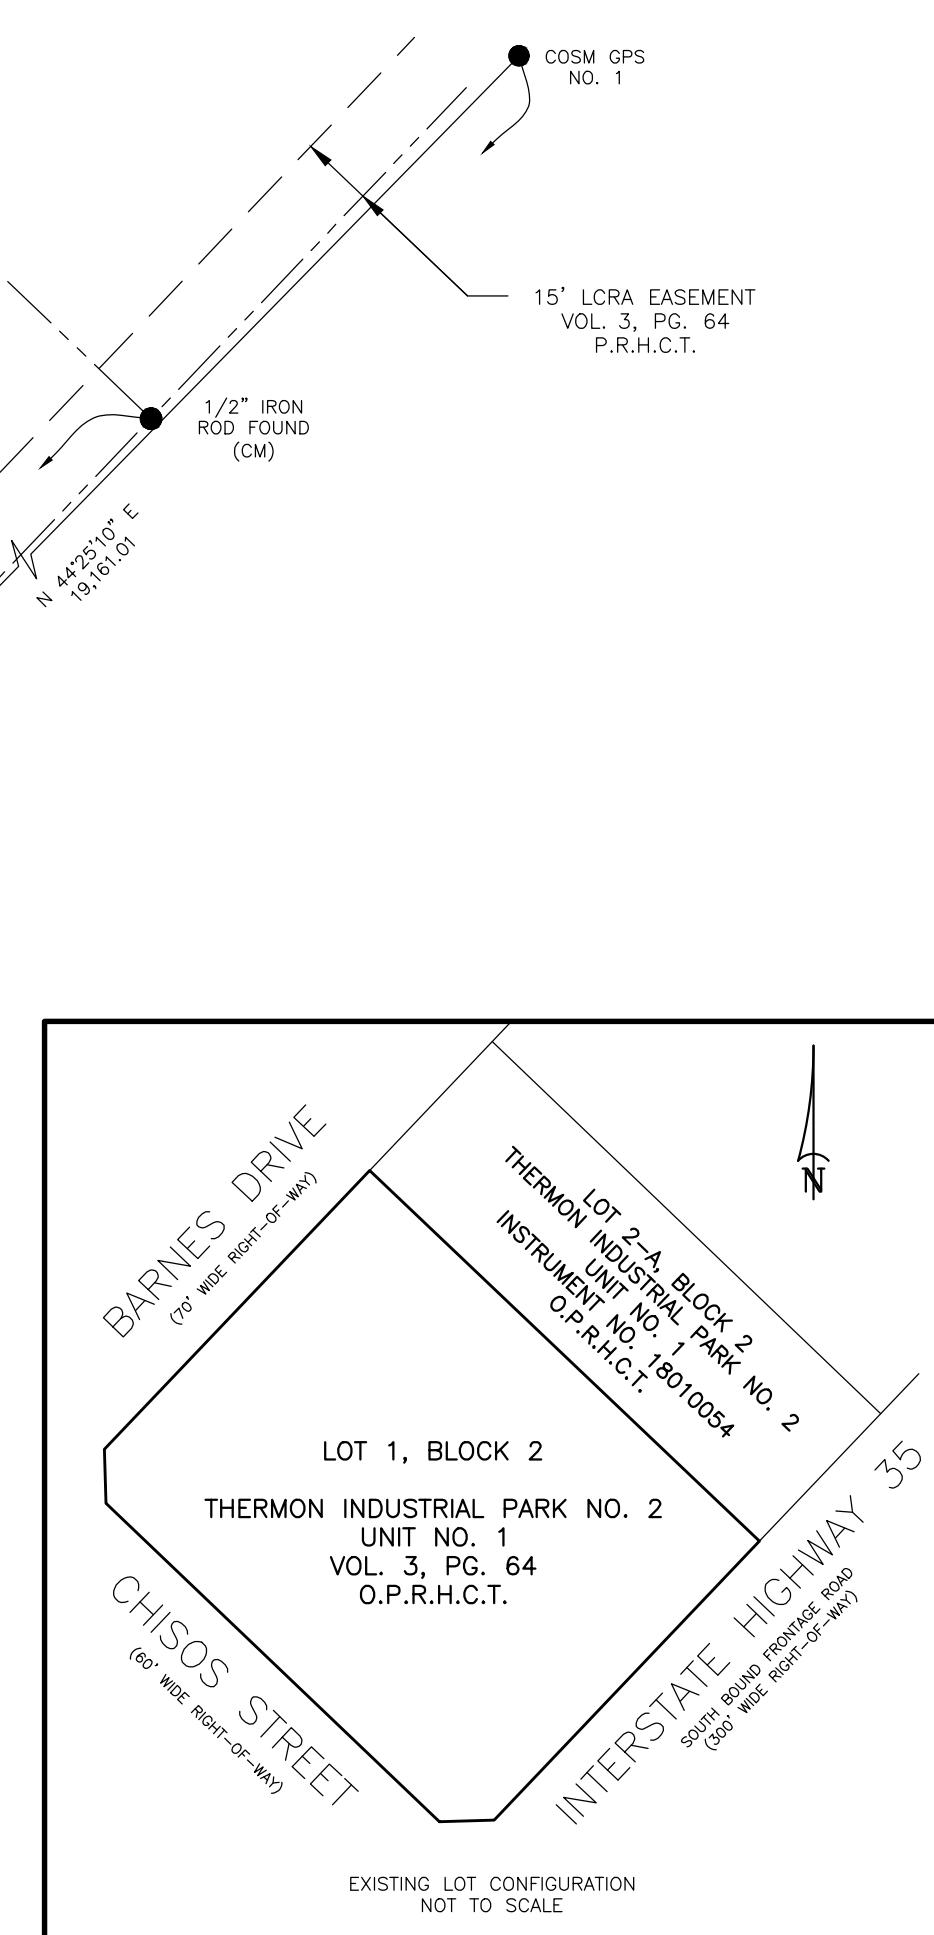 COSM GPS
NO. 1
15' LCRA EASEMENT
VOL. 3, PG. 64
P.R.H.C.T.
1/2" IRON
ROD FOUND
(CM)
N 44°25'10" E
19,161.01
N
BARNES DRIVE
(70' WIDE RIGHT-OF-WAY)
LOT 2-A, BLOCK 2
THERMON INDUSTRIAL PARK NO. 2
UNIT NO. 1
INSTRUMENT NO. 18010054
O.P.R.H.C.T.
LOT 1, BLOCK 2
THERMON INDUSTRIAL PARK NO. 2
UNIT NO. 1
VOL. 3, PG. 64
O.P.R.H.C.T.
CHISOS STREET
(60' WIDE RIGHT-OF-WAY)
INTERSTATE HIGHWAY 35
SOUTH BOUND FRONTAGE ROAD
(300' WIDE RIGHT-OF-WAY)
EXISTING LOT CONFIGURATION
NOT TO SCALE